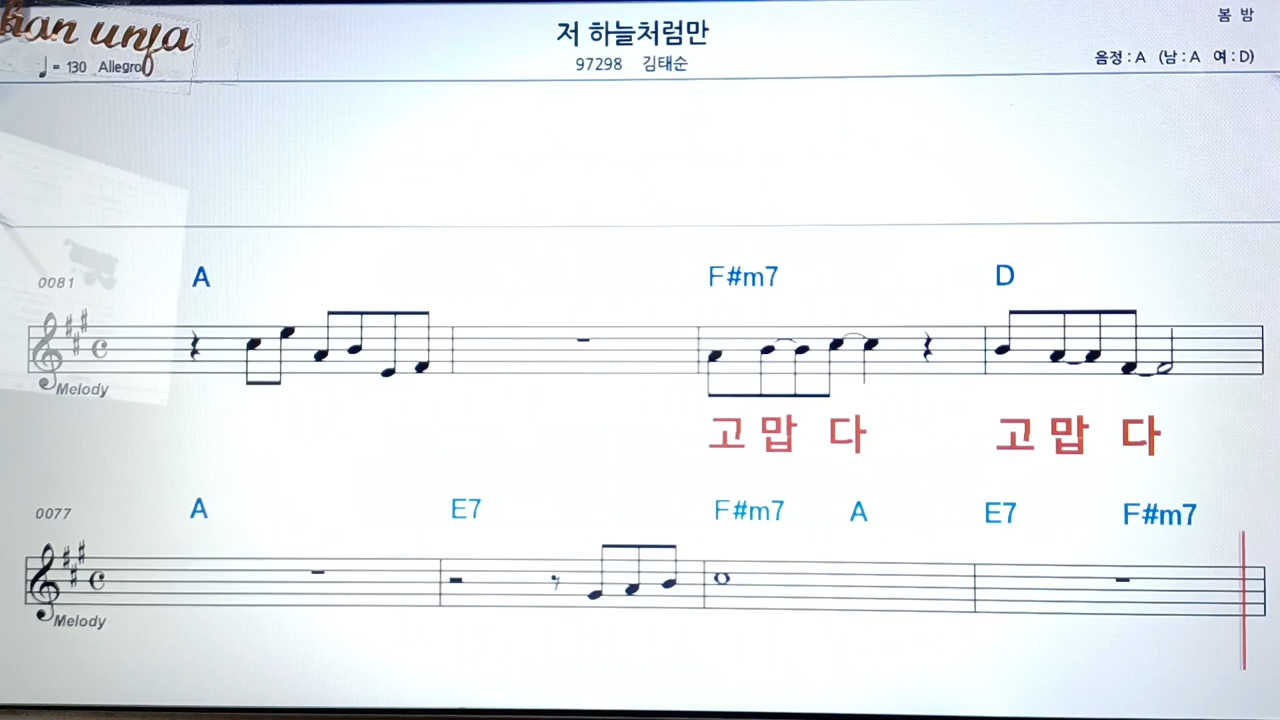 han unja
저 하늘처럼만
봄 밤
♩= 130 Allegro
97298 김태순
음정 : A (남 : A 여 : D)
0081 A F#m7 D
Melody
고 맙 다 고 맙 다
0077 A E7 F#m7 A E7 F#m7
Melody